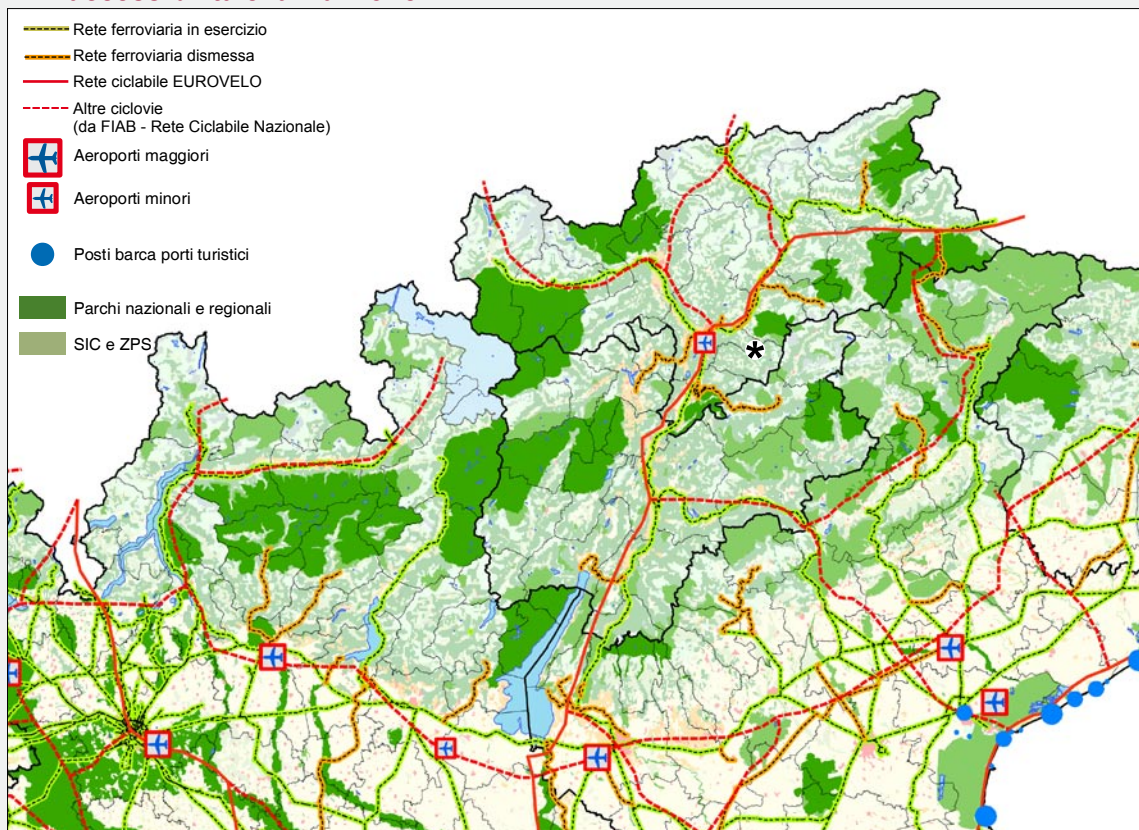 Rete ferroviaria in esercizio
Rete ferroviaria dismessa
Rete ciclabile EUROVELO
Altre ciclovie
(da FIAB - Rete Ciclabile Nazionale)
Aeroporti maggiori
Aeroporti minori
Posti barca porti turistici
Parchi nazionali e regionali
SIC e ZPS
*